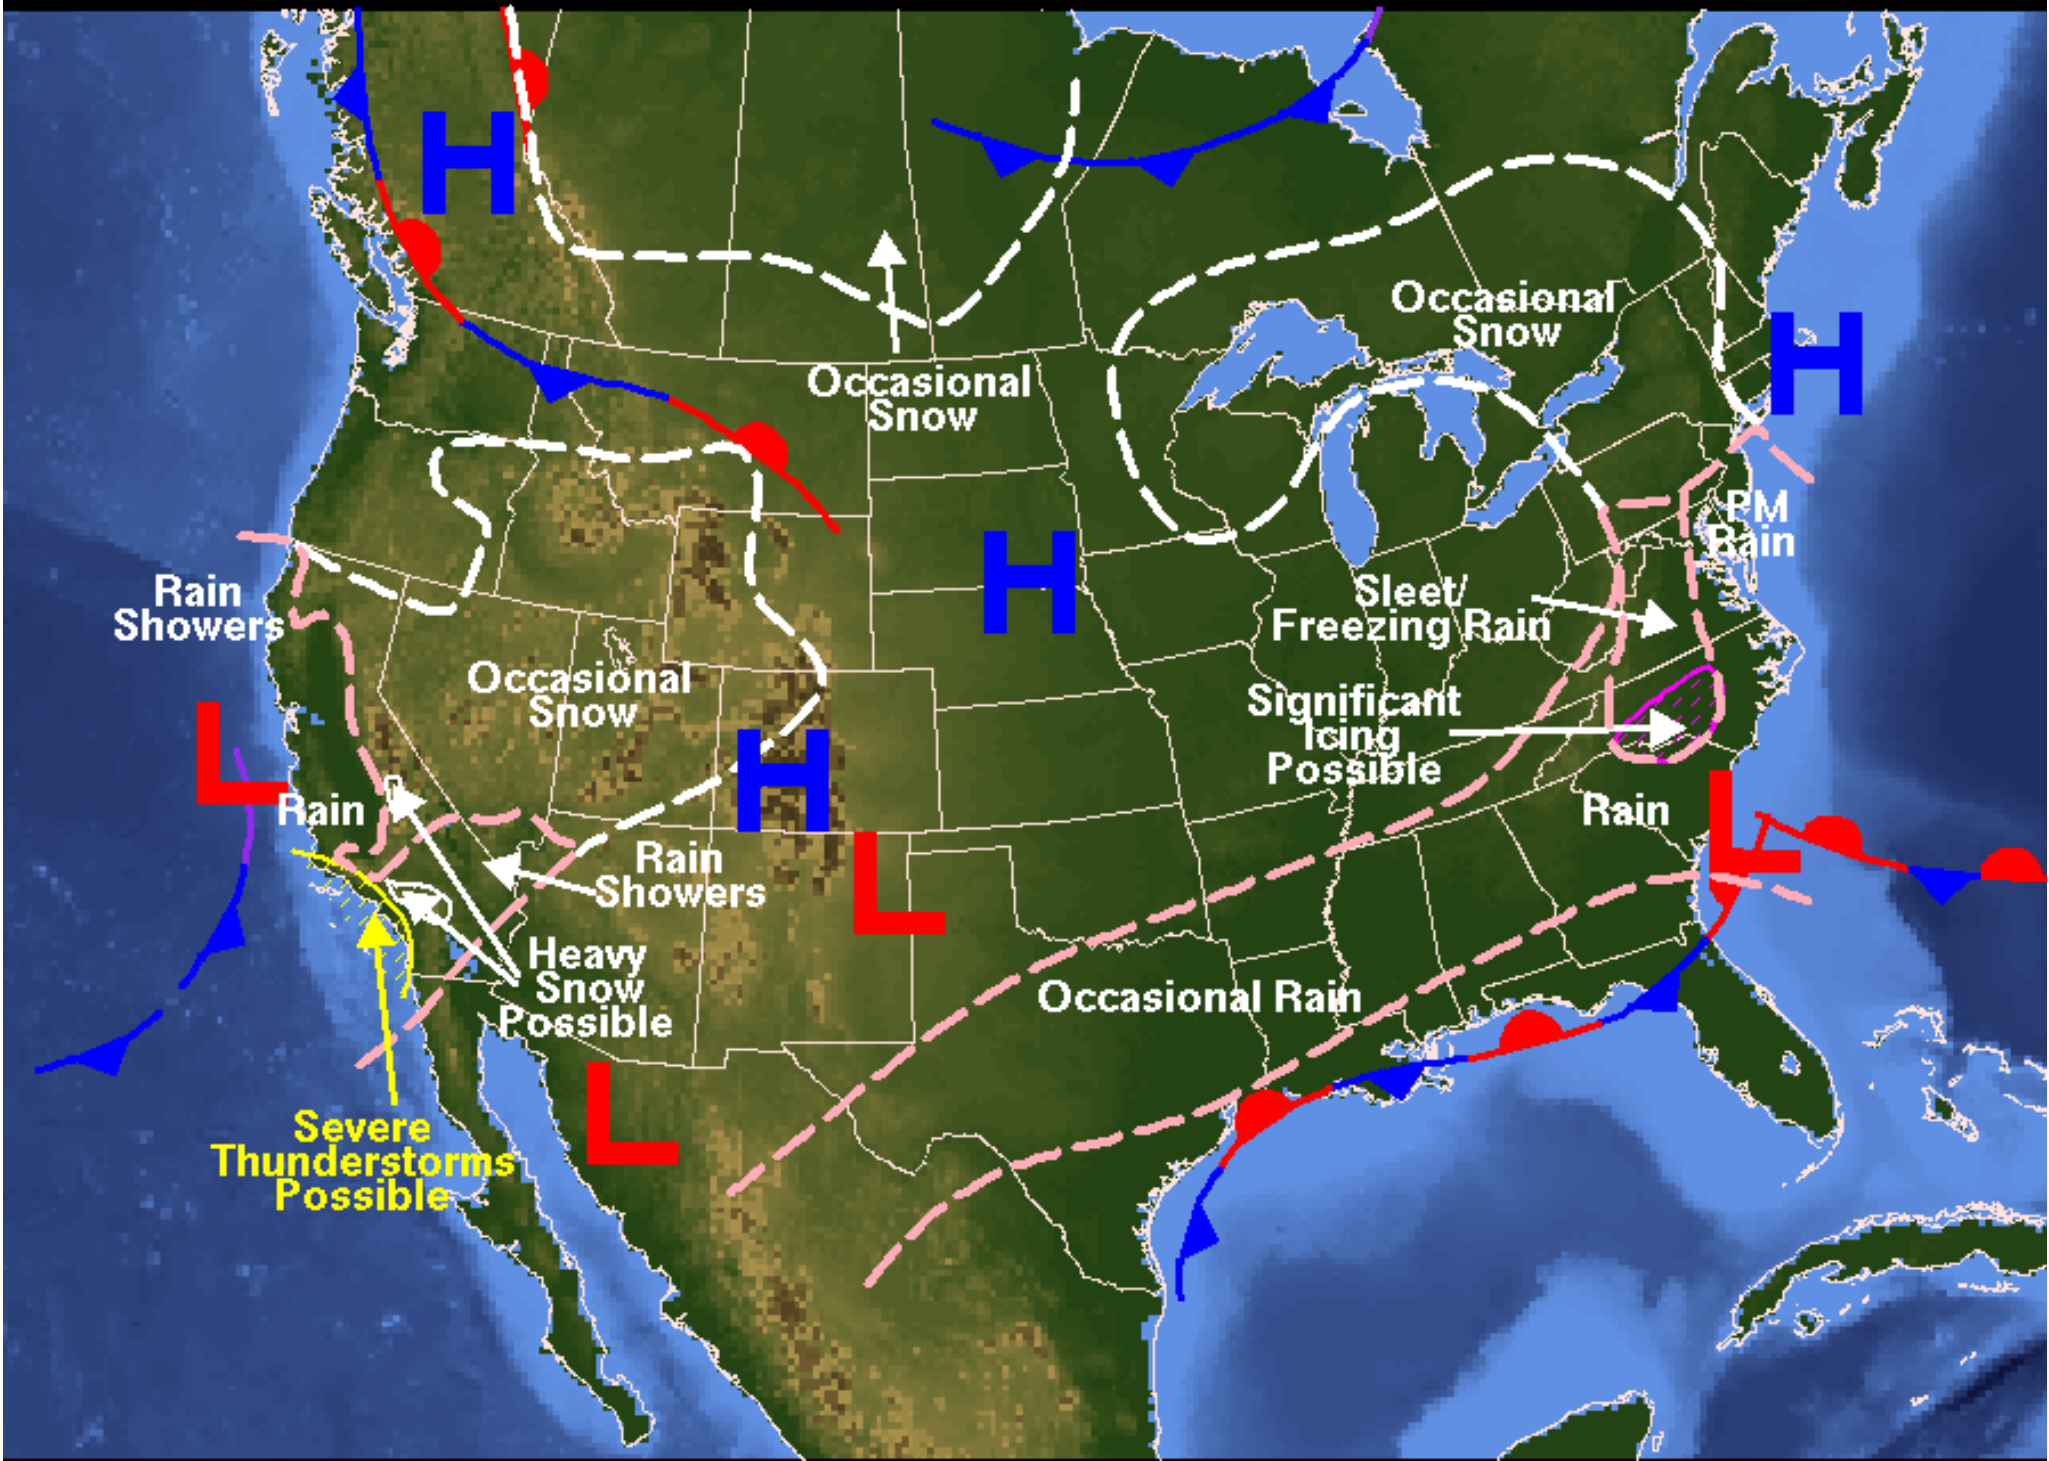 H
Occasional
Snow
H
Occasional
Snow
PM
Rain
H
Rain
Showers
Sleet/
Freezing Rain
Occasional
Snow
Significant
Icing
Possible
L
H
Rain
Rain
L
Rain
Showers
L
Heavy
Snow
Possible
Occasional Rain
L
Severe
Thunderstorms
Possible